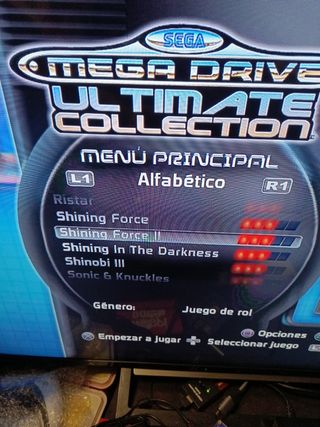 SEGA
MEGA DRIVE
ULTIMATE
COLLECTION
MENÚ PRINCIPAL
L1 Alfabético R1
Ristar
Shining Force
Shining Force II
Shining In The Darkness
Shinobi III
Sonic & Knuckles
Género: Juego de rol
Opciones
Empezar a jugar Seleccionar juego